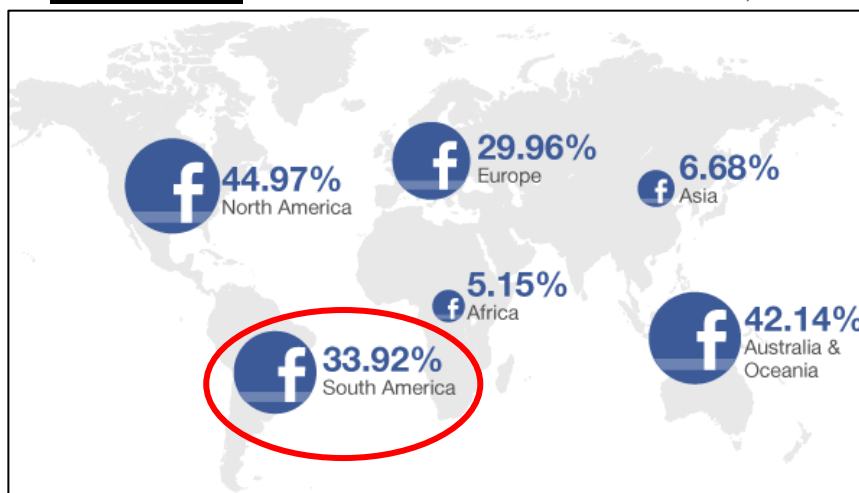 44.97%
North America
29.96%
Europe
6.68%
Asia
5.15%
Africa
33.92%
South America
42.14%
Australia &
Oceania